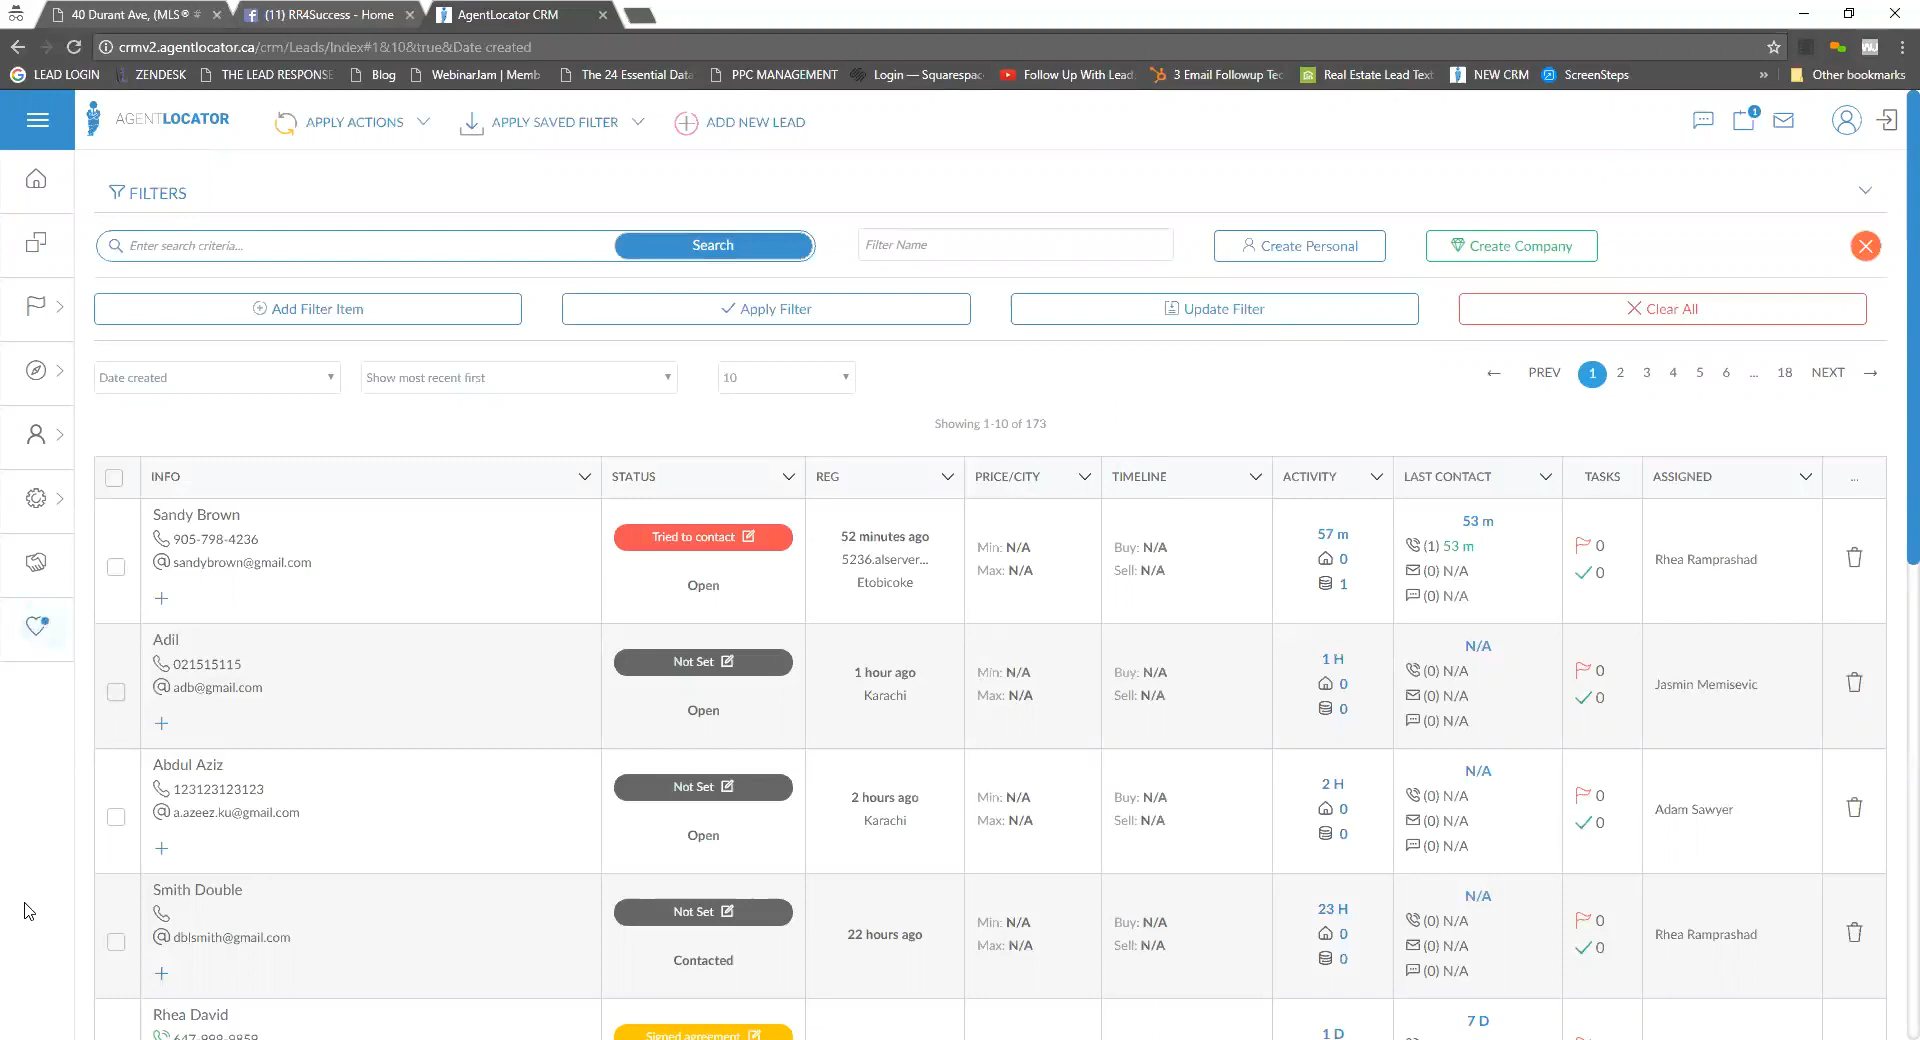 40 Durant Ave, (MLS® #
(11) RR4Success - Home
AgentLocator CRM
crmv2.agentlocator.ca/crm/Leads/Index#1&10&true&Date created
LEAD LOGIN
ZENDESK
THE LEAD RESPONSE
Blog
WebinarJam | Memb
The 24 Essential Data
PPC MANAGEMENT
Login — Squarespac
Follow Up With Lead
3 Email Followup Tec
Real Estate Lead Text
NEW CRM
ScreenSteps
»
Other bookmarks
AGENTLOCATOR
APPLY ACTIONS
APPLY SAVED FILTER
ADD NEW LEAD
1
FILTERS
Enter search criteria...
Search
Filter Name
Create Personal
Create Company
Add Filter Item
Apply Filter
Update Filter
Clear All
Date created
Show most recent first
10
← PREV 1 2 3 4 5 6 ... 18 NEXT →
Showing 1-10 of 173
INFO STATUS REG PRICE/CITY TIMELINE ACTIVITY LAST CONTACT TASKS ASSIGNED ...
Sandy Brown
905-798-4236
sandybrown@gmail.com
Tried to contact
Open
52 minutes ago
5236.alserver...
Etobicoke
Min: N/A
Max: N/A
Buy: N/A
Sell: N/A
57 m
0
1
53 m
(1) 53 m
(0) N/A
(0) N/A
0
0
Rhea Ramprashad
Adil
021515115
adb@gmail.com
Not Set
Open
1 hour ago
Karachi
Min: N/A
Max: N/A
Buy: N/A
Sell: N/A
1 H
0
0
N/A
(0) N/A
(0) N/A
(0) N/A
0
0
Jasmin Memisevic
Abdul Aziz
123123123123
a.azeez.ku@gmail.com
Not Set
Open
2 hours ago
Karachi
Min: N/A
Max: N/A
Buy: N/A
Sell: N/A
2 H
0
0
N/A
(0) N/A
(0) N/A
(0) N/A
0
0
Adam Sawyer
Smith Double
dblsmith@gmail.com
Not Set
Contacted
22 hours ago
Min: N/A
Max: N/A
Buy: N/A
Sell: N/A
23 H
0
0
N/A
(0) N/A
(0) N/A
(0) N/A
0
0
Rhea Ramprashad
Rhea David
647-999-9859
Signed agreement
1 D
7 D